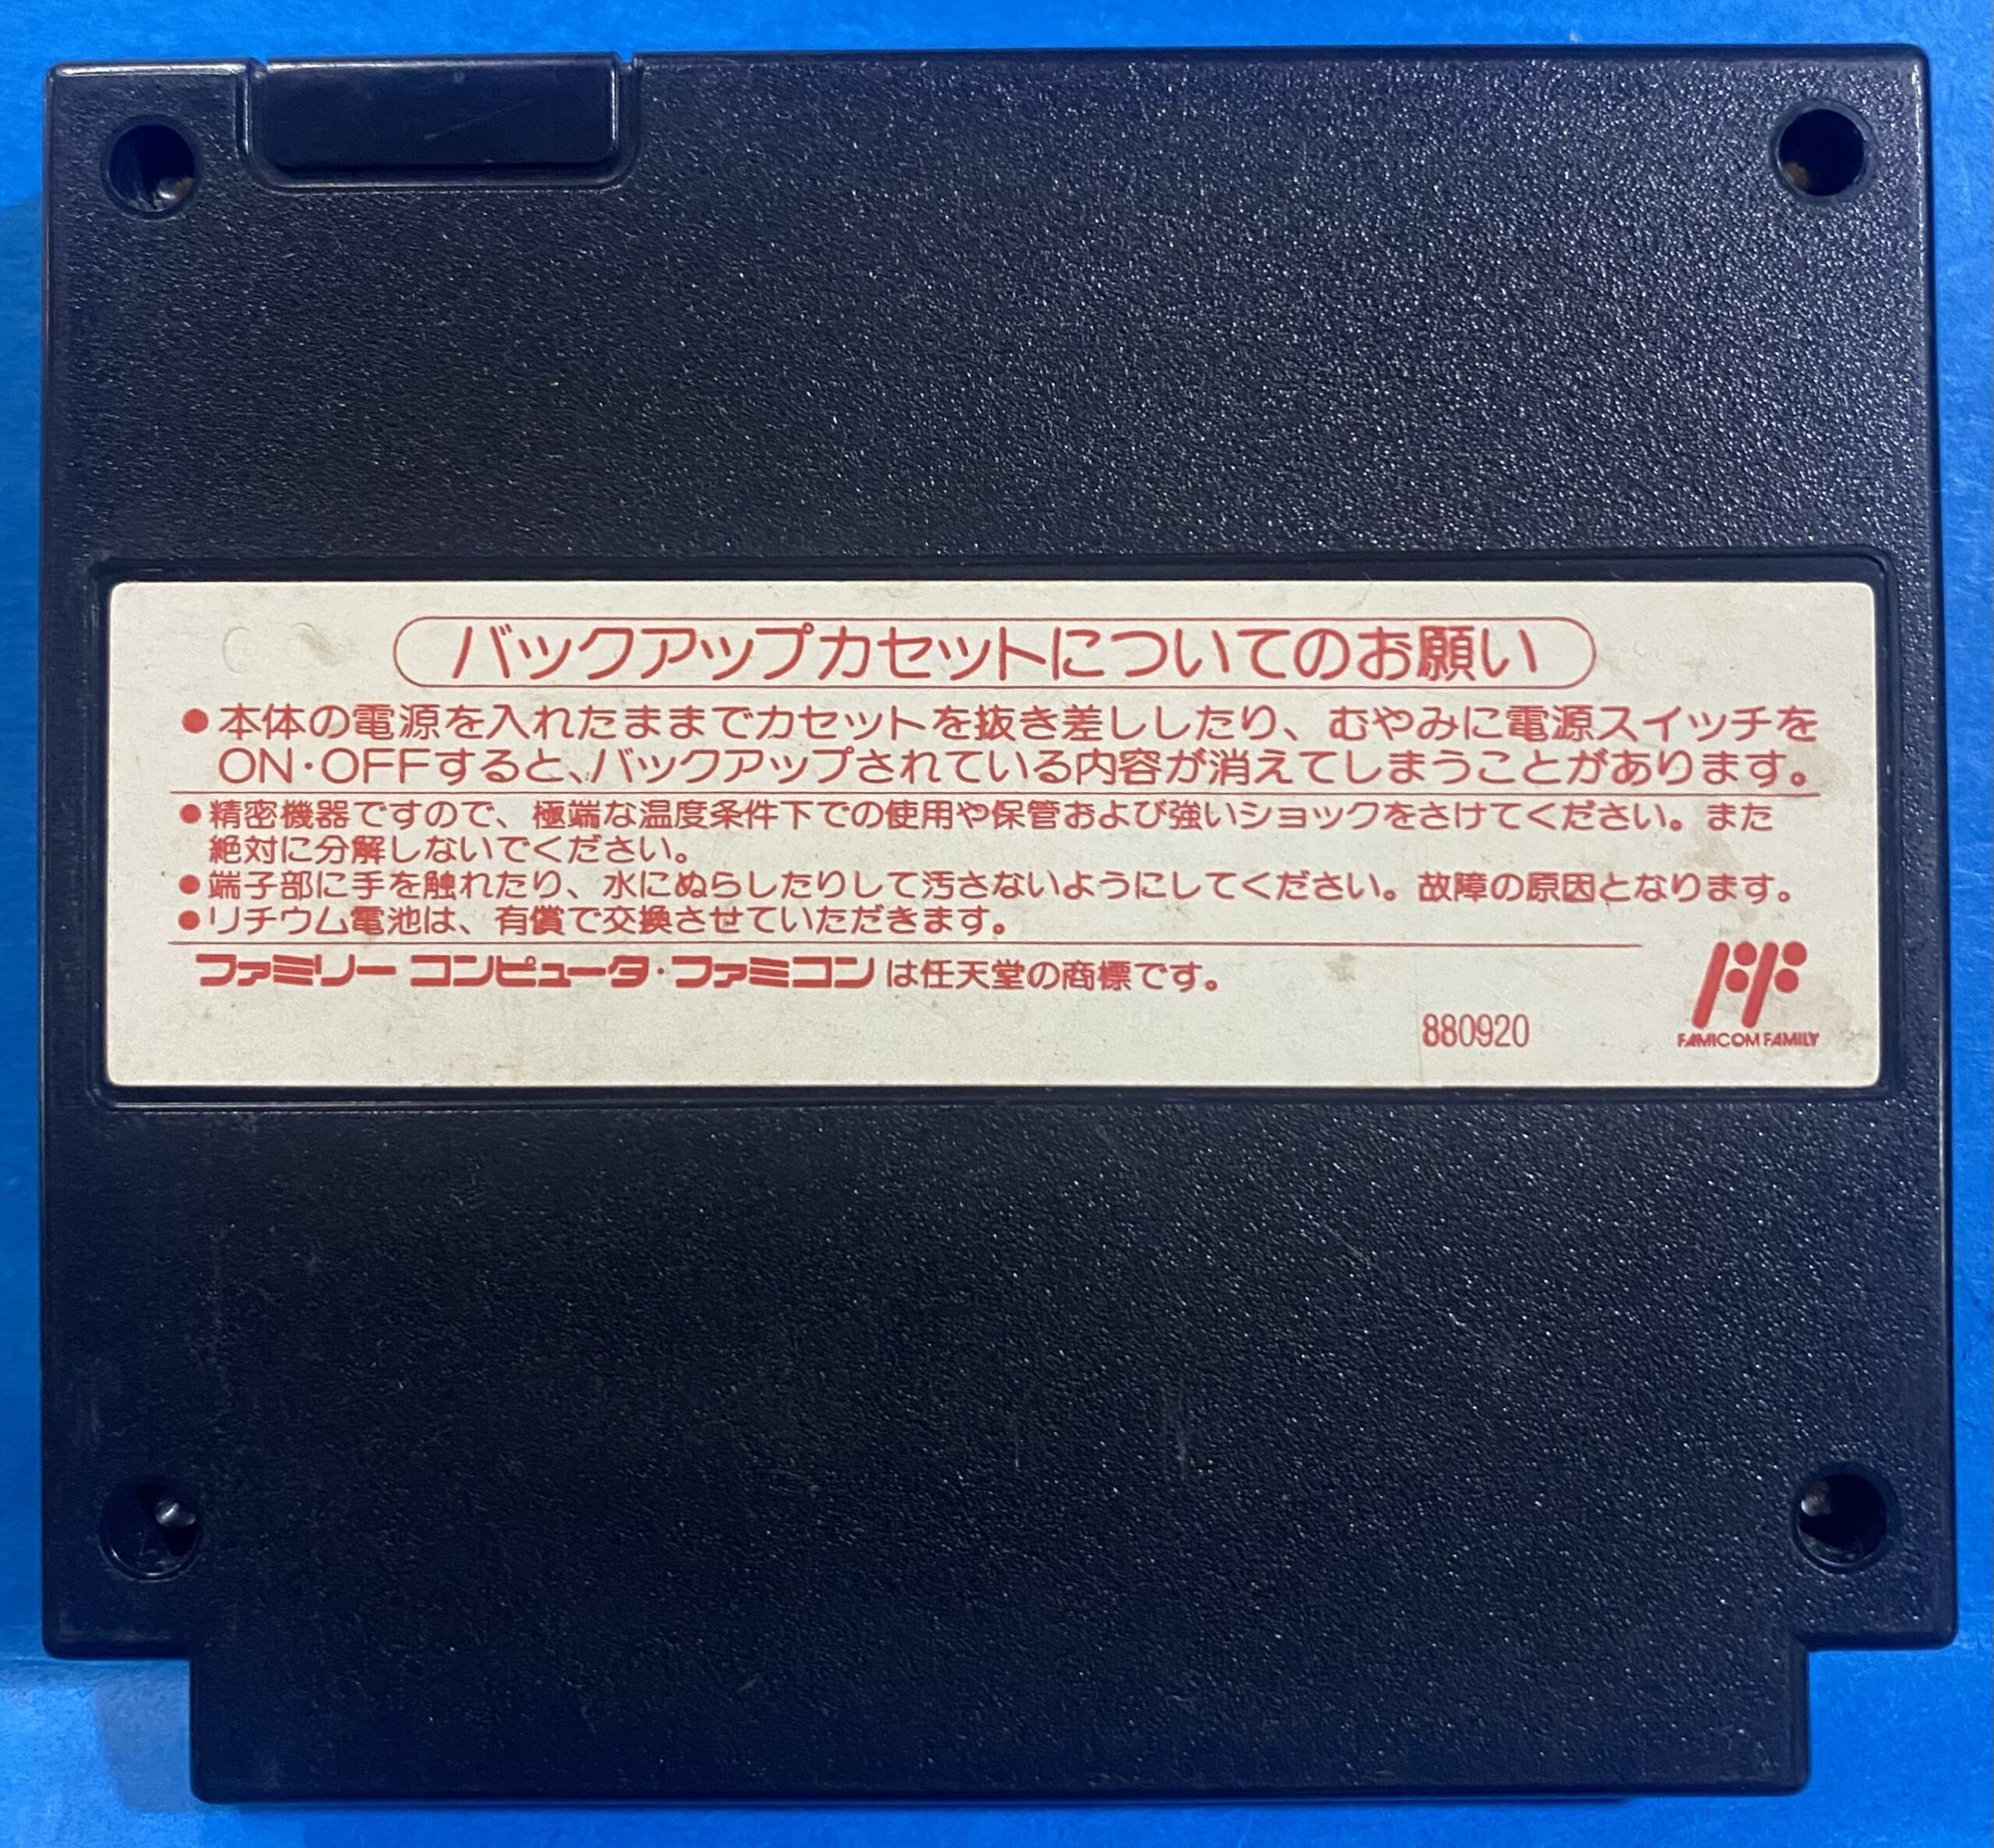 バックアップカセットについてのお願い
●本体の電源を入れたままでカセットを抜き差ししたり、むやみに電源スイッチを
ON・OFFすると、バックアップされている内容が消えてしまうことがあります。
●精密機器ですので、極端な温度条件下での使用や保管および強いショックをさけてください。また
絶対に分解しないでください。
●端子部に手を触れたり、水にぬらしたりして汚さないようにしてください。故障の原因となります。
●リチウム電池は、有償で交換させていただきます。
ファミリー コンピュータ・ファミコンは任天堂の商標です。
880920
FAMICOM FAMILY